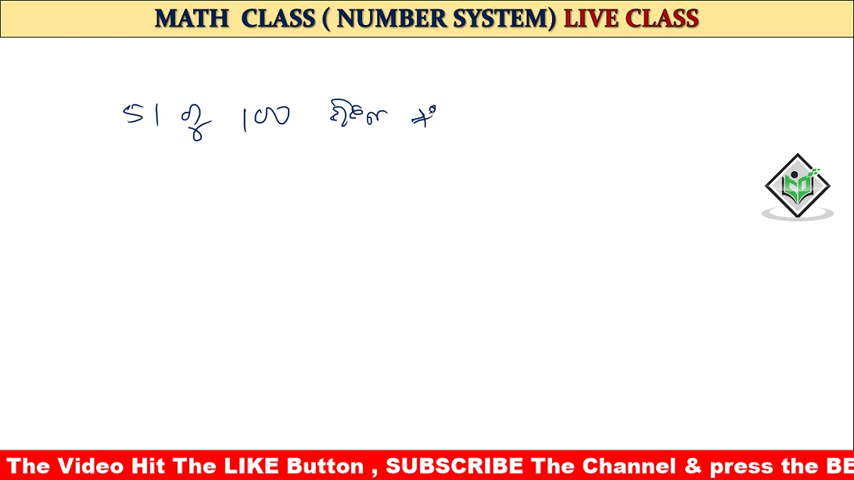 MATH CLASS ( NUMBER SYSTEM) LIVE CLASS
51 ରୁ 100
The Video Hit The LIKE Button , SUBSCRIBE The Channel & press the BE